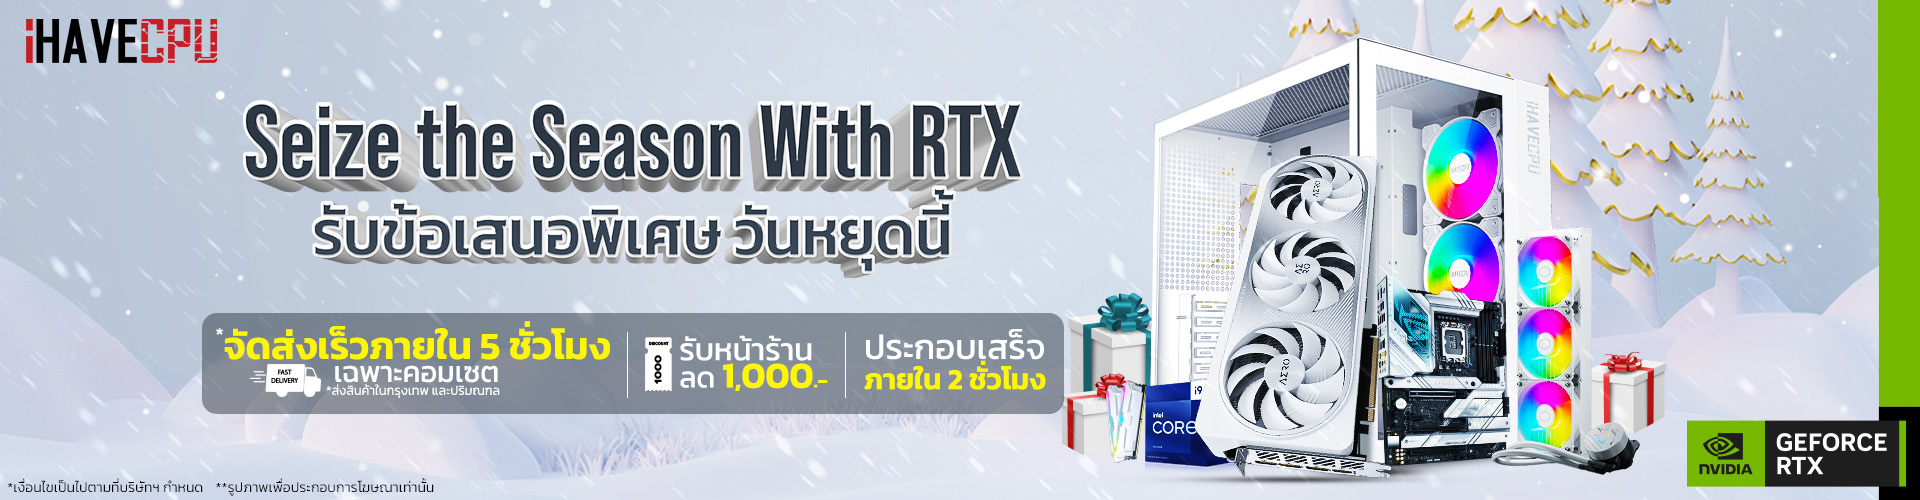 iHAVECPU
Seize the Season With RTX
รับข้อเสนอพิเศษ วันหยุดนี้
*จัดส่งเร็วภายใน 5 ชั่วโมง
เฉพาะคอมเซต
FAST
DELIVERY
*ส่งสินค้าในกรุงเทพ และปริมณฑล
DISCOUNT
1000
รับหน้าร้าน
ลด 1,000.-
ประกอบเสร็จ
ภายใน 2 ชั่วโมง
iHAVECPU
iHAVECPU
iHAVECPU
AERO
AERO
AERO
i9
intel
CORE
NVIDIA
GEFORCE
RTX
*เงื่อนไขเป็นไปตามที่บริษัทฯ กำหนด **รูปภาพเพื่อประกอบการโฆษณาเท่านั้น